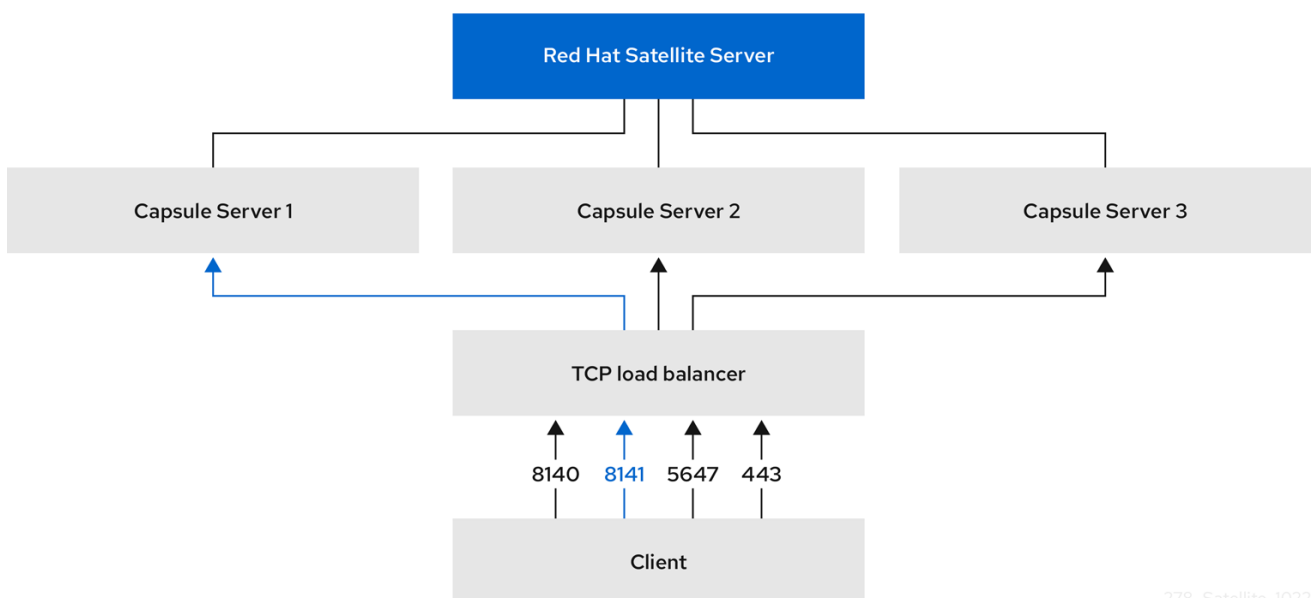 Red Hat Satellite Server
Capsule Server 1
Capsule Server 2
Capsule Server 3
TCP load balancer
8140
8141
5647
443
Client